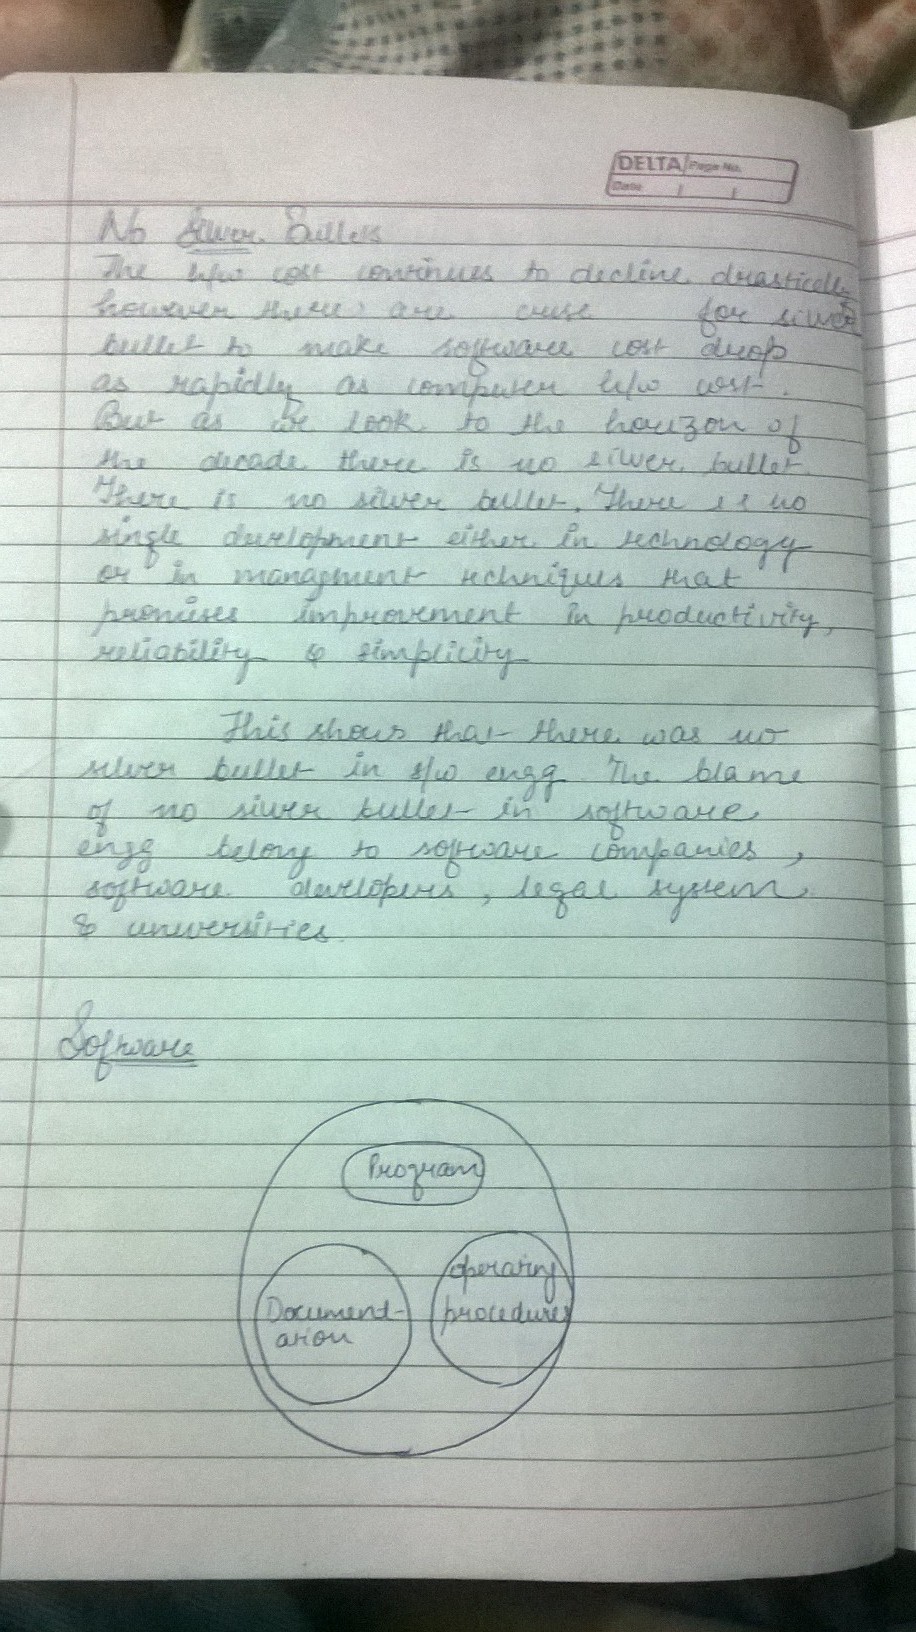 DELTA Page No.
Date / /
No Silver Bullets
The h/w cost continues to decline drastically
however there are cries for silver
bullet to make software cost drop
as rapidly as computer h/w cost.
But as we look to the horizon of
the decade there is no silver bullet.
There is no silver bullet. There is no
single development either in technology
or in managment techniques that
promises improvement in productivity,
reliability & simplicity
This shows that there was no
silver bullet in s/w engg. The blame
of no silver bullet in software
engg belong to software companies,
software developers, legal system
& universities.
Software
Program
Operating
procedures
Document-
ation